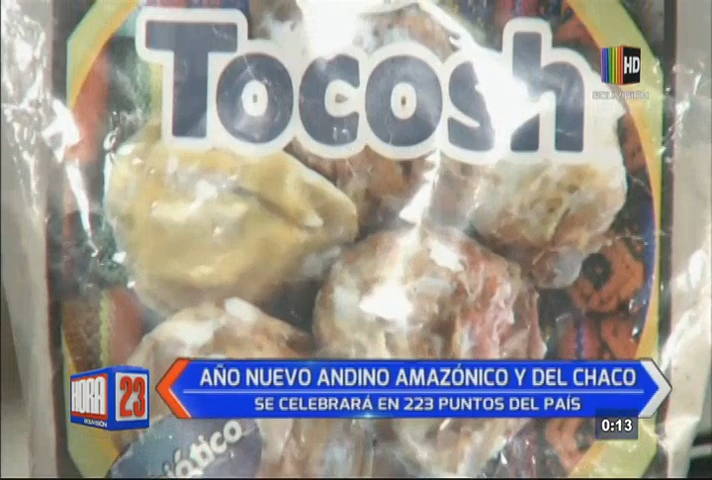 Tocosh
HD
AÑO NUEVO ANDINO AMAZÓNICO Y DEL CHACO
SE CELEBRARÁ EN 223 PUNTOS DEL PAÍS
HORA 23
0:13